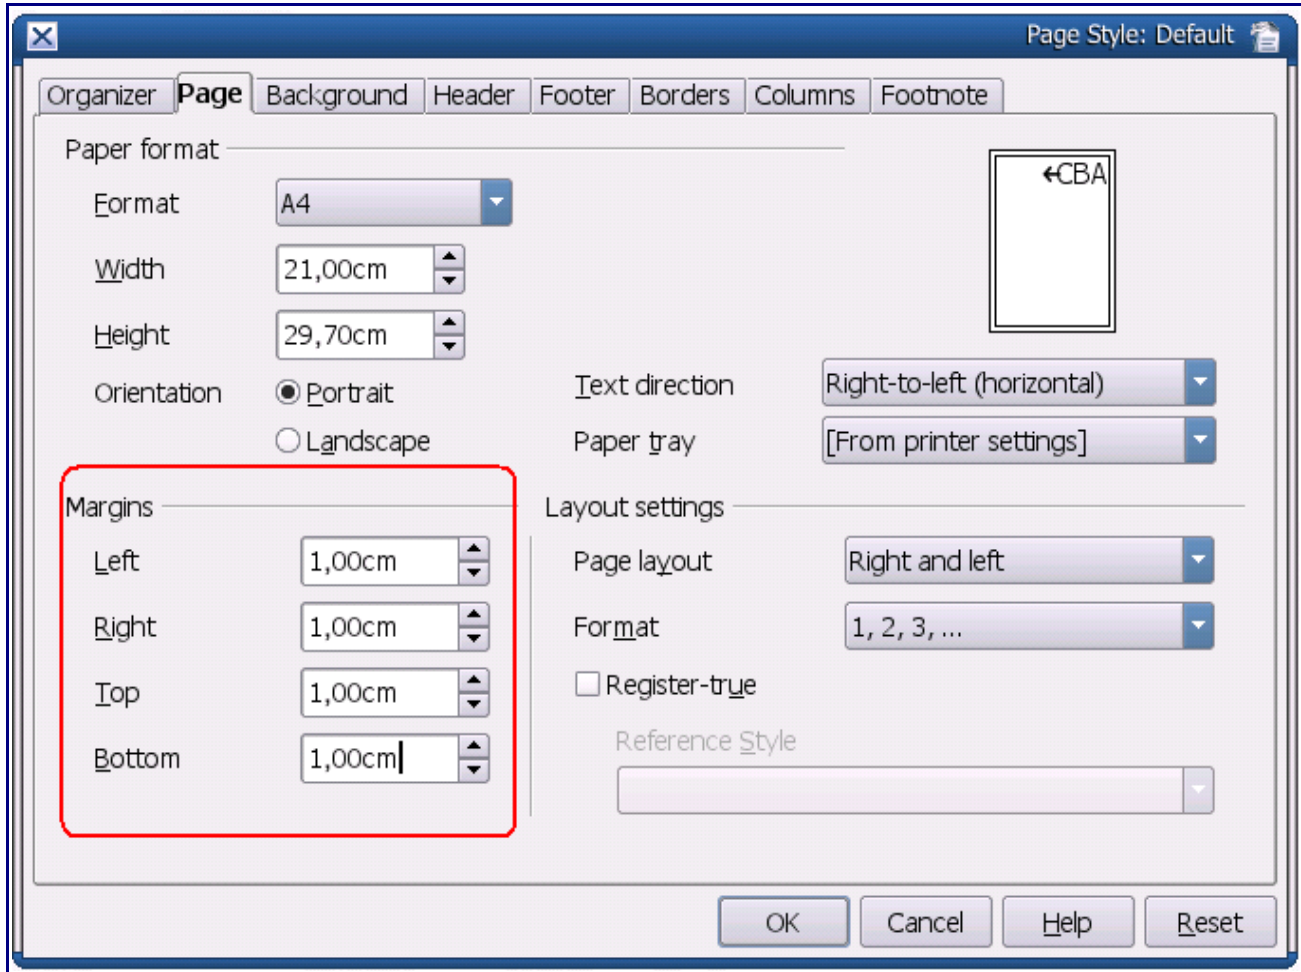 Page Style: Default
Organizer Page Background Header Footer Borders Columns Footnote
Paper format
←CBA
Format A4
Width 21,00cm
Height 29,70cm
Orientation Portrait
Text direction Right-to-left (horizontal)
Landscape
Paper tray [From printer settings]
Margins
Left 1,00cm
Right 1,00cm
Top 1,00cm
Bottom 1,00cm
Layout settings
Page layout Right and left
Format 1, 2, 3, ...
Register-true
Reference Style
OK Cancel Help Reset